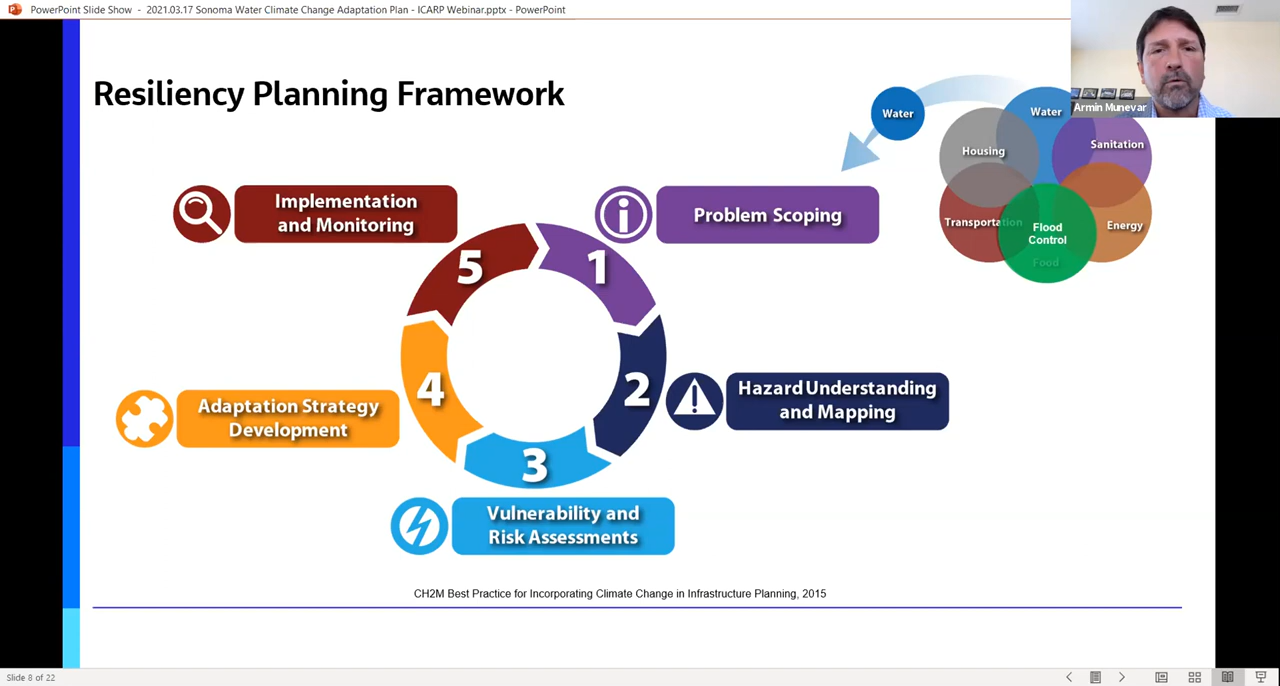 PowerPoint Slide Show - 2021.03.17 Sonoma Water Climate Change Adaptation Plan - ICARP Webinar.pptx - PowerPoint
Armin Munevar
Resiliency Planning Framework
Water
Water
Housing
Sanitation
Transportation
Flood
Control
Energy
Food
Implementation
and Monitoring
Problem Scoping
5
1
4
2
3
Hazard Understanding
and Mapping
Adaptation Strategy
Development
Vulnerability and
Risk Assessments
CH2M Best Practice for Incorporating Climate Change in Infrastructure Planning, 2015
Slide 8 of 22